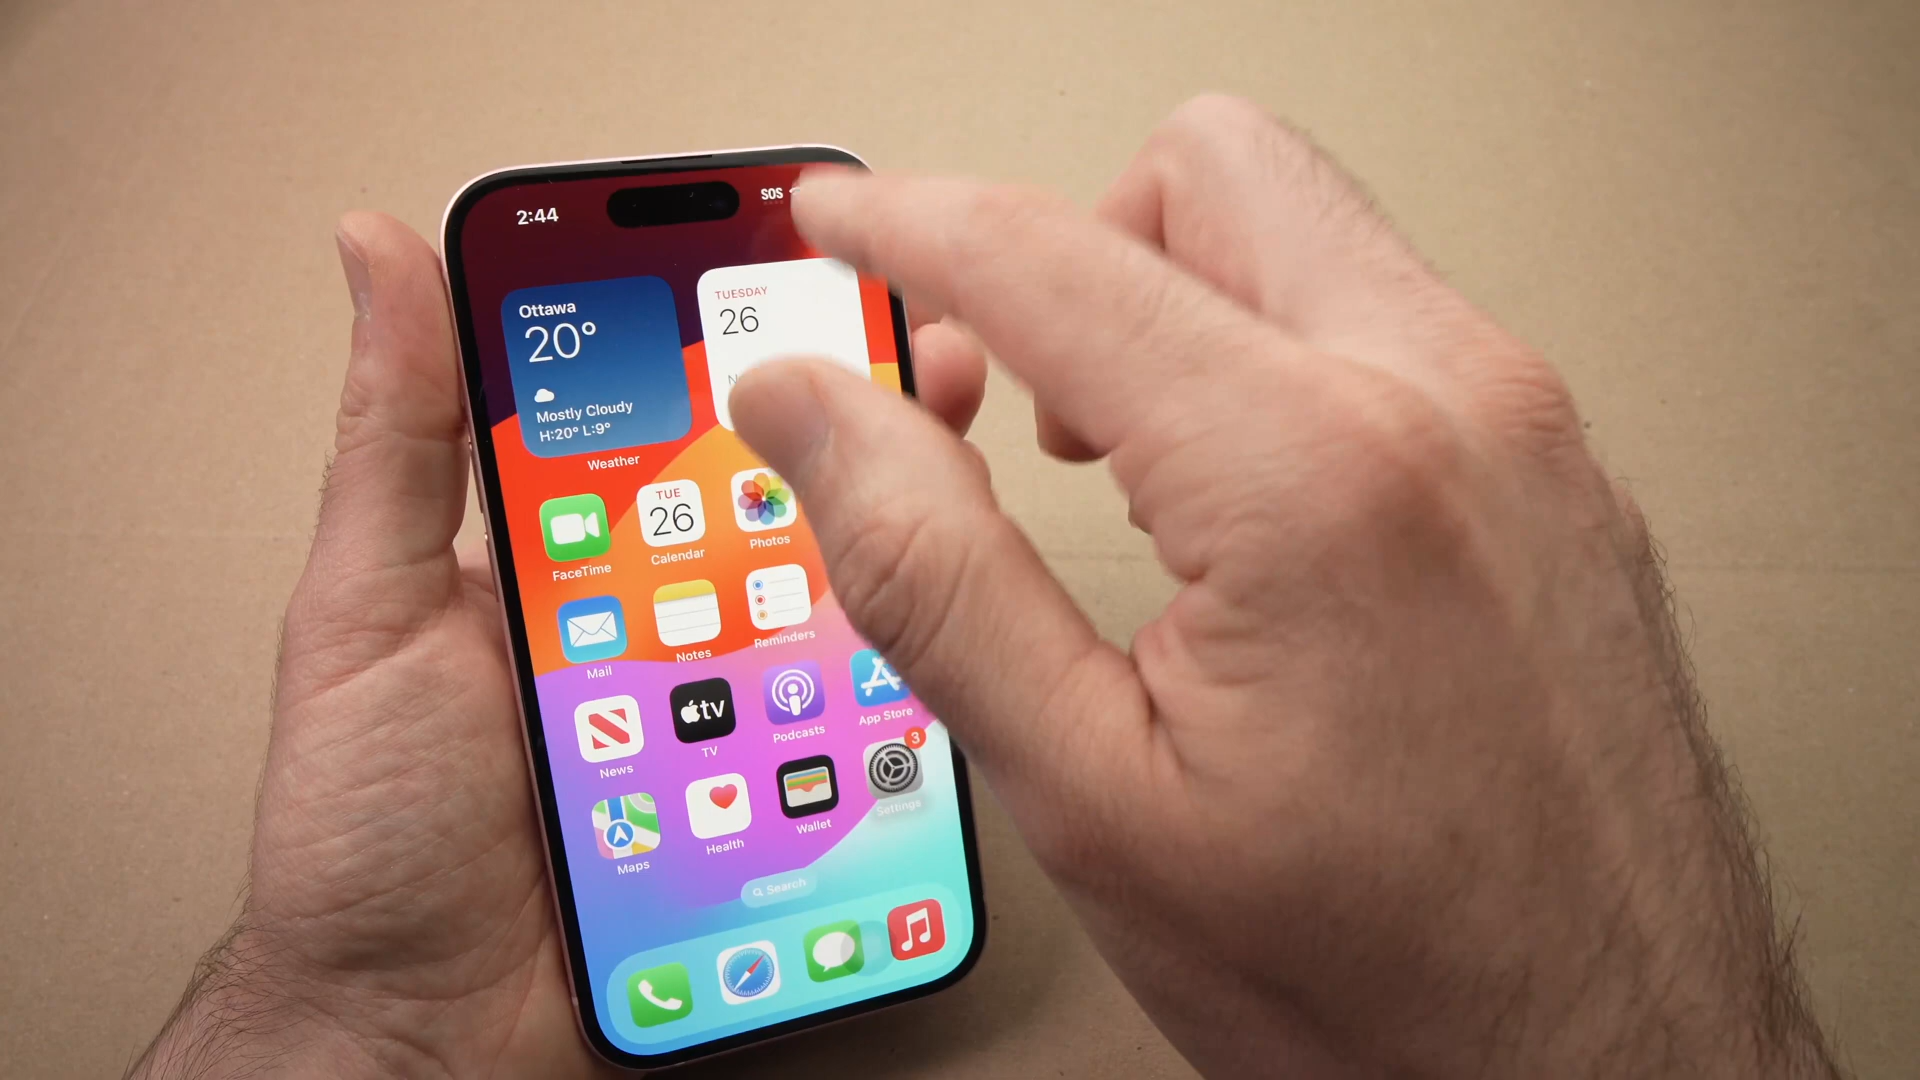 2:44
SOS
Ottawa
20°
Mostly Cloudy
H:20° L:9°
Weather
TUESDAY
26
TUE
26
FaceTime
Calendar
Photos
Mail
Notes
Reminders
tv
News
TV
Podcasts
App Store
3
Maps
Health
Wallet
Settings
Search